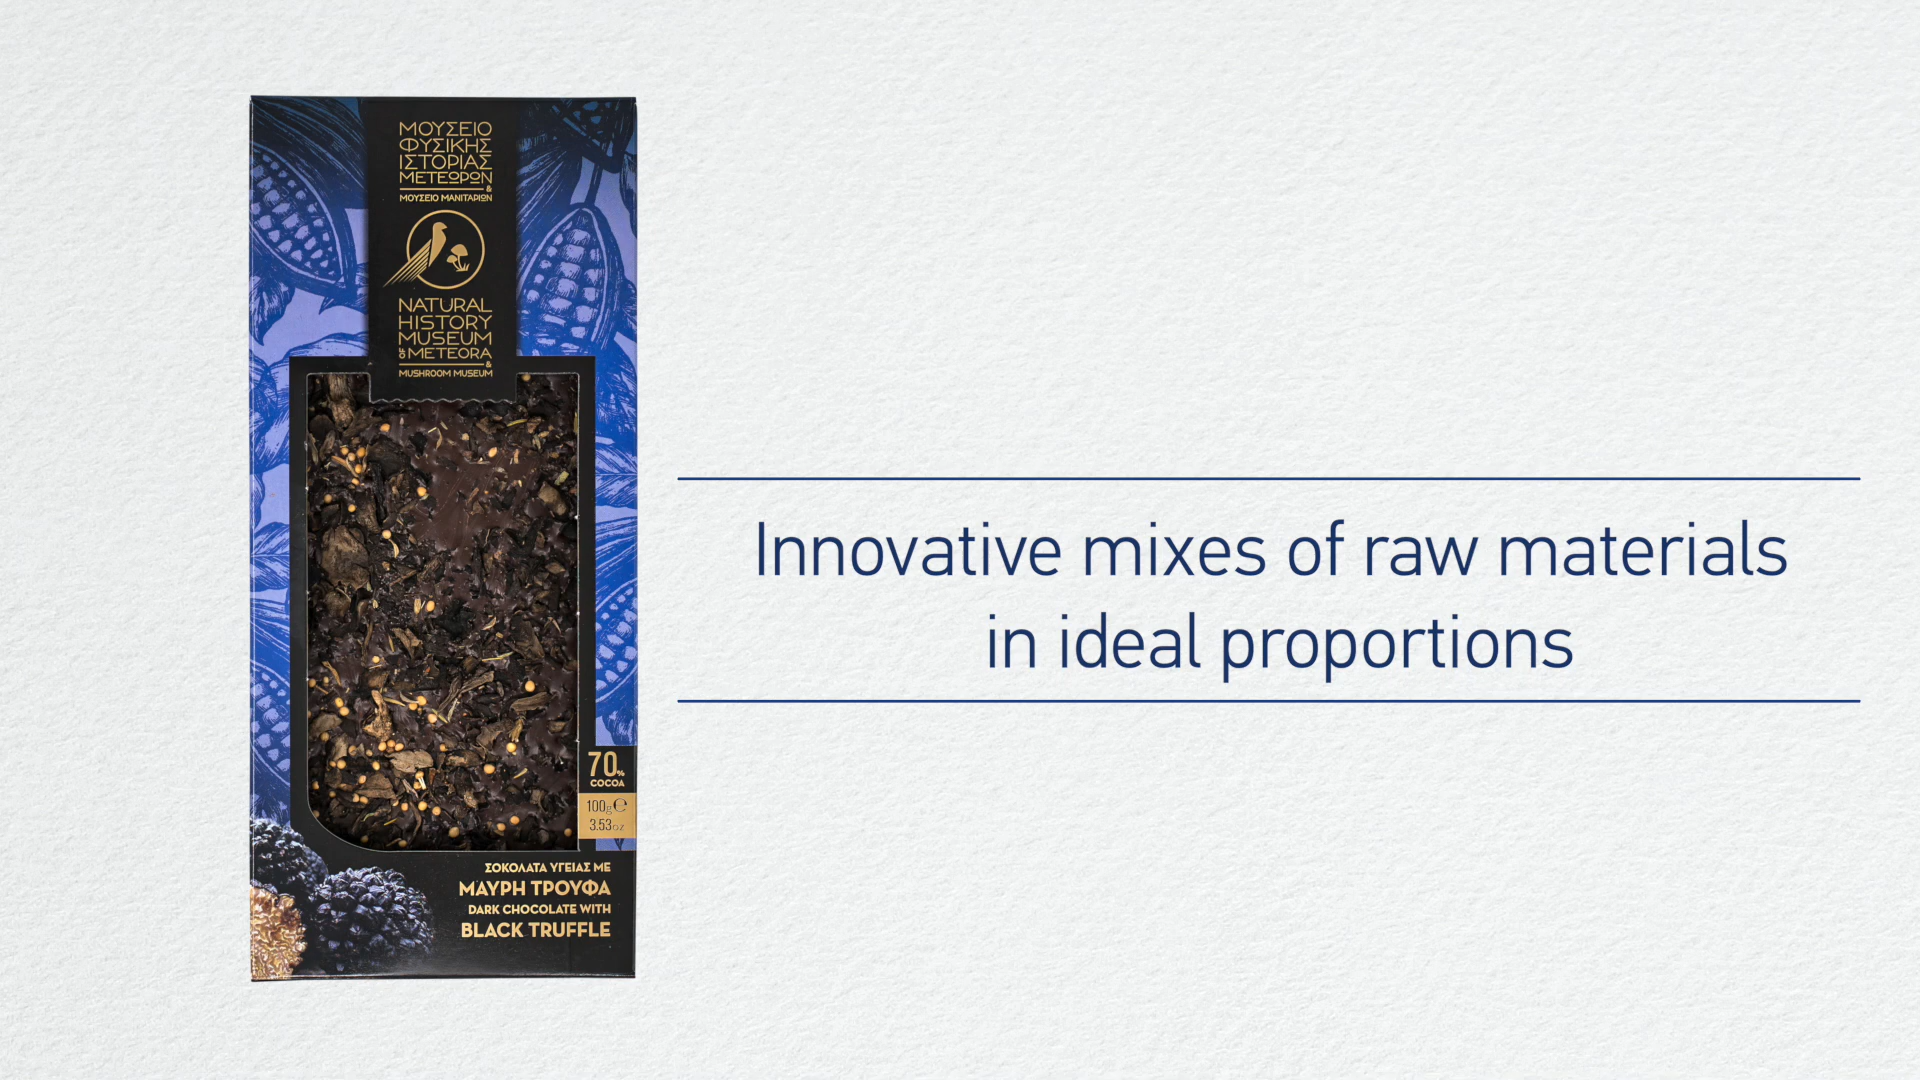 ΜΟΥΣΕΙΟ
ΦΥΣΙΚΗΣ
ΙΣΤΟΡΙΑΣ
ΜΕΤΕΩΡΩΝ
&
ΜΟΥΣΕΙΟ ΜΑΝΙΤΑΡΙΩΝ
NATURAL
HISTORY
MUSEUM
OF METEORA
&
MUSHROOM MUSEUM
70%
COCOA
100g ℮
3.53oz
ΣΟΚΟΛΑΤΑ ΥΓΕΙΑΣ ΜΕ
ΜΑΥΡΗ ΤΡΟΥΦΑ
DARK CHOCOLATE WITH
BLACK TRUFFLE
Innovative mixes of raw materials
in ideal proportions